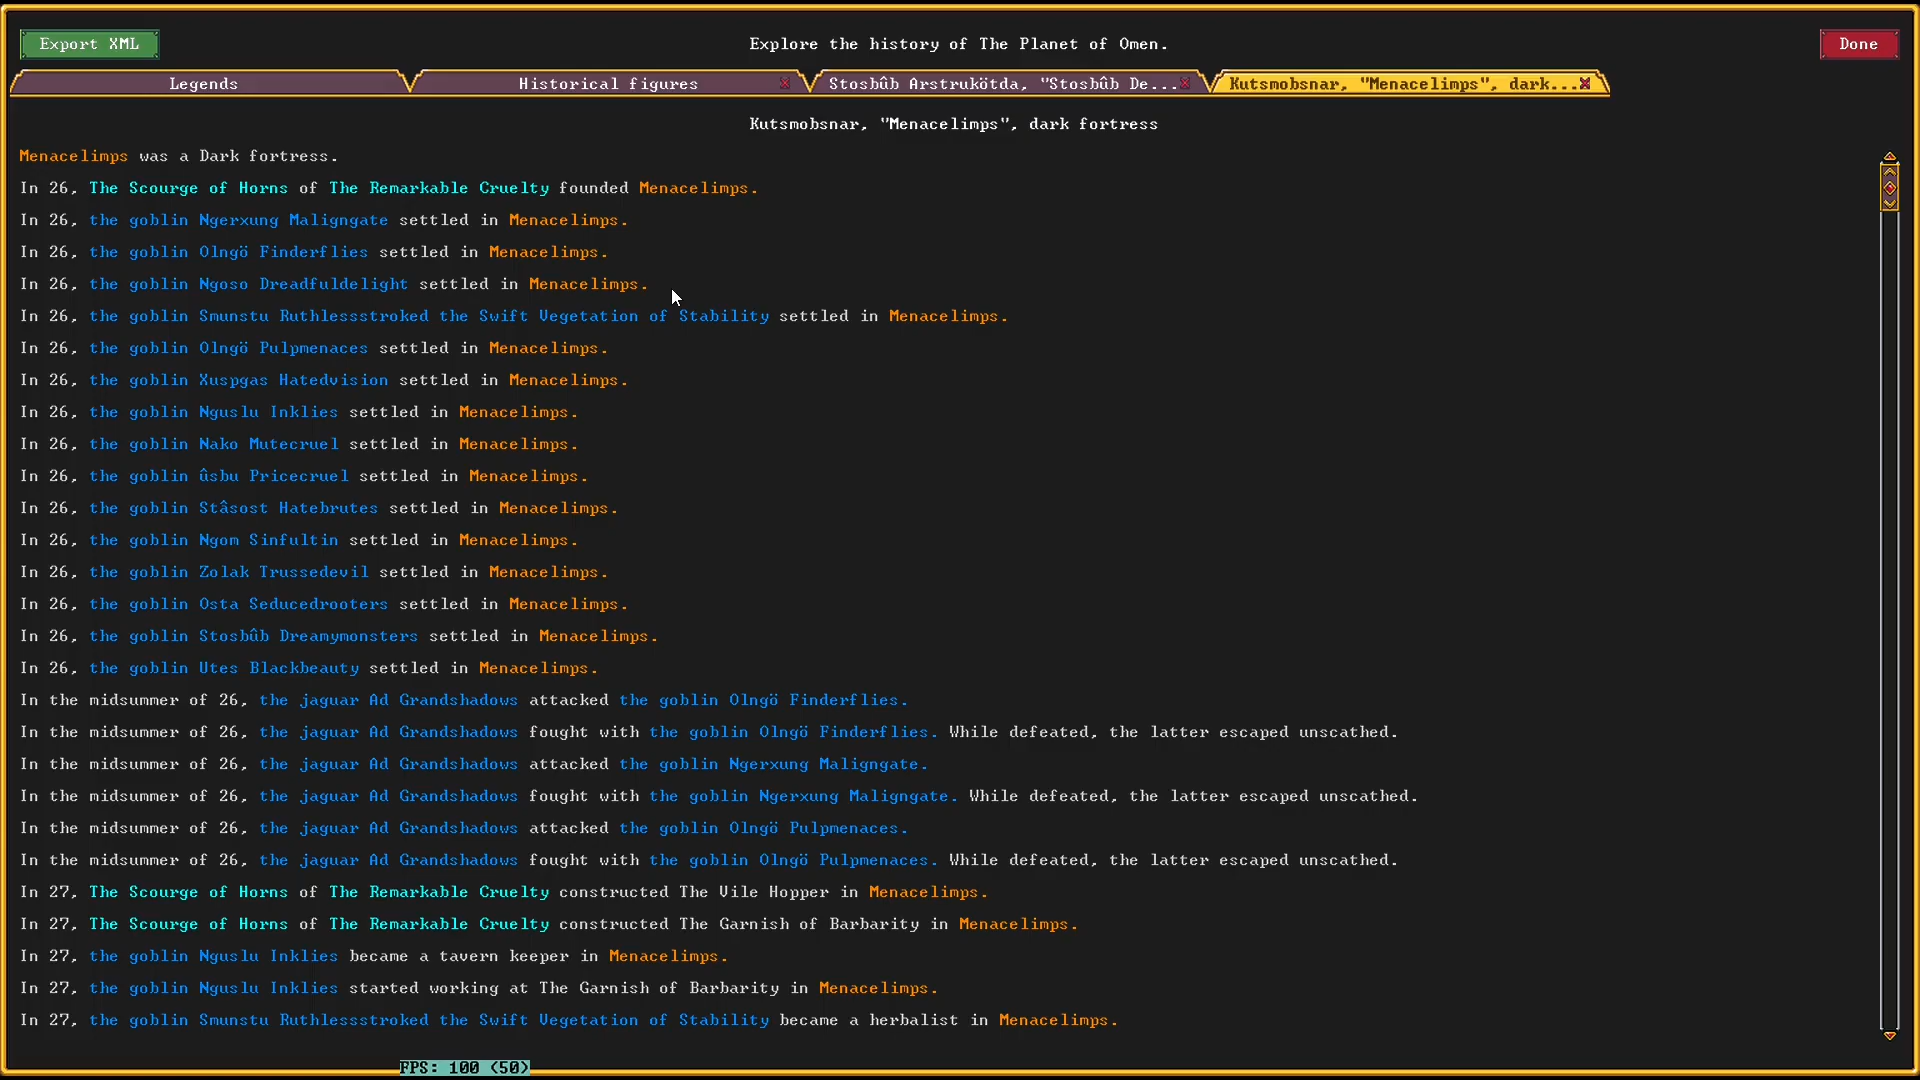 Export XML
Explore the history of The Planet of Omen.
Done
Legends
Historical figures
Stosbûb Arstrukötda, "Stosbûb De...
Kutsmobsnar, "Menacelimps", dark...
Kutsmobsnar, "Menacelimps", dark fortress
Menacelimps was a Dark fortress.
In 26, The Scourge of Horns of The Remarkable Cruelty founded Menacelimps.
In 26, the goblin Ngerxung Maligngate settled in Menacelimps.
In 26, the goblin Olngö Finderflies settled in Menacelimps.
In 26, the goblin Ngoso Dreadfuldelight settled in Menacelimps.
In 26, the goblin Smunstu Ruthlessstroked the Swift Vegetation of Stability settled in Menacelimps.
In 26, the goblin Olngö Pulpmenaces settled in Menacelimps.
In 26, the goblin Xuspgas Hatedvision settled in Menacelimps.
In 26, the goblin Nguslu Inklies settled in Menacelimps.
In 26, the goblin Nako Mutecruel settled in Menacelimps.
In 26, the goblin ûsbu Pricecruel settled in Menacelimps.
In 26, the goblin Stâsost Hatebrutes settled in Menacelimps.
In 26, the goblin Ngom Sinfultin settled in Menacelimps.
In 26, the goblin Zolak Trussedevil settled in Menacelimps.
In 26, the goblin Osta Seducedrooters settled in Menacelimps.
In 26, the goblin Stosbûb Dreamymonsters settled in Menacelimps.
In 26, the goblin Utes Blackbeauty settled in Menacelimps.
In the midsummer of 26, the jaguar Ad Grandshadows attacked the goblin Olngö Finderflies.
In the midsummer of 26, the jaguar Ad Grandshadows fought with the goblin Olngö Finderflies. While defeated, the latter escaped unscathed.
In the midsummer of 26, the jaguar Ad Grandshadows attacked the goblin Ngerxung Maligngate.
In the midsummer of 26, the jaguar Ad Grandshadows fought with the goblin Ngerxung Maligngate. While defeated, the latter escaped unscathed.
In the midsummer of 26, the jaguar Ad Grandshadows attacked the goblin Olngö Pulpmenaces.
In the midsummer of 26, the jaguar Ad Grandshadows fought with the goblin Olngö Pulpmenaces. While defeated, the latter escaped unscathed.
In 27, The Scourge of Horns of The Remarkable Cruelty constructed The Vile Hopper in Menacelimps.
In 27, The Scourge of Horns of The Remarkable Cruelty constructed The Garnish of Barbarity in Menacelimps.
In 27, the goblin Nguslu Inklies became a tavern keeper in Menacelimps.
In 27, the goblin Nguslu Inklies started working at The Garnish of Barbarity in Menacelimps.
In 27, the goblin Smunstu Ruthlessstroked the Swift Vegetation of Stability became a herbalist in Menacelimps.
FPS: 100 (50)